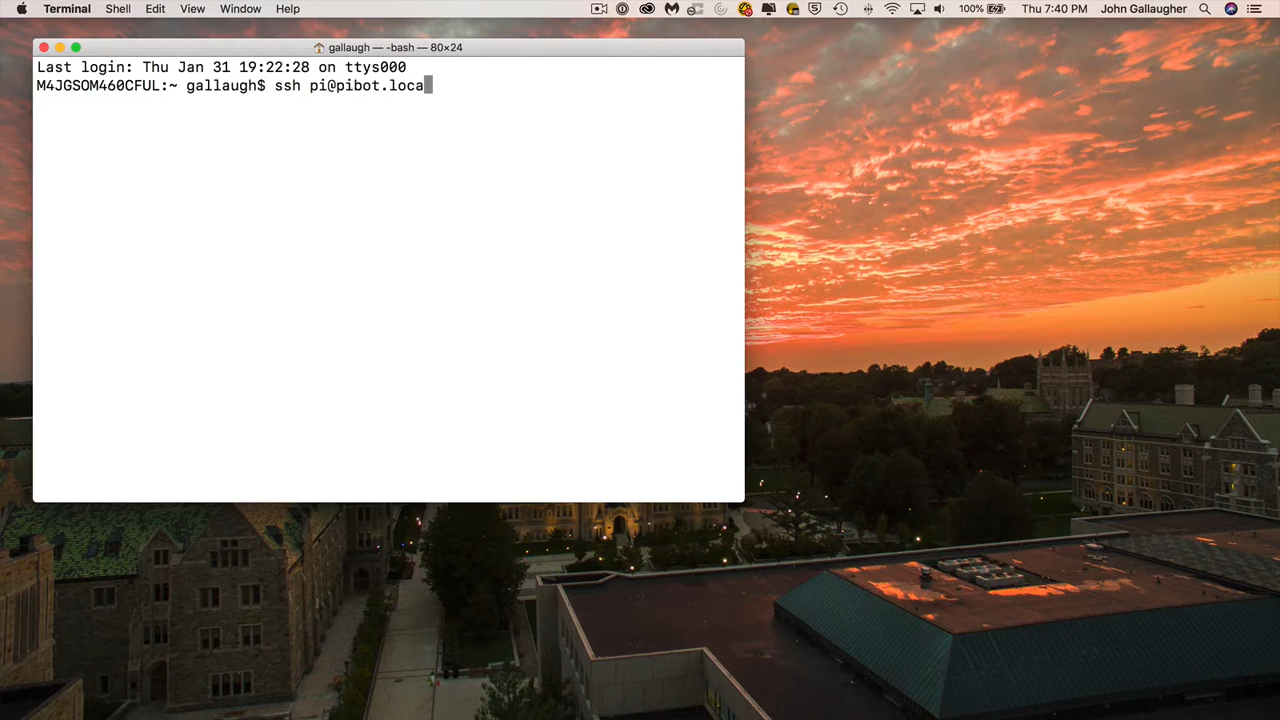 Terminal Shell Edit View Window Help 100% Thu 7:40 PM John Gallaugher
gallaugh — -bash — 80×24
Last login: Thu Jan 31 19:22:28 on ttys000
M4JGSOM460CFUL:~ gallaugh$ ssh pi@pibot.loca